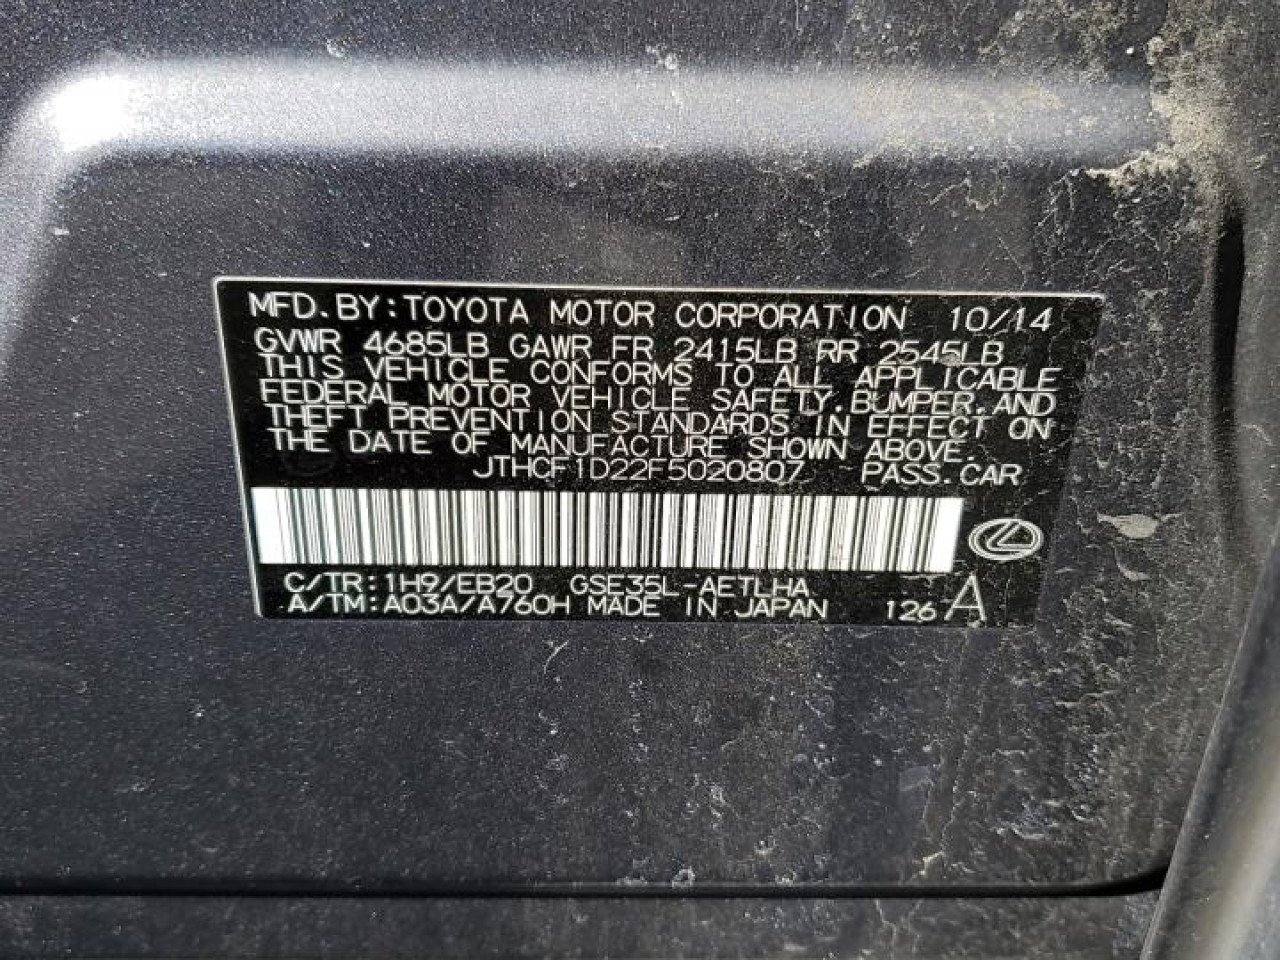 MFD. BY: TOYOTA MOTOR CORPORATION 10/14
GVWR 4685LB GAWR FR 2415LB RR 2545LB
THIS VEHICLE CONFORMS TO ALL APPLICABLE
FEDERAL MOTOR VEHICLE SAFETY, BUMPER, AND
THEFT PREVENTION STANDARDS IN EFFECT ON
THE DATE OF MANUFACTURE SHOWN ABOVE.
JTHCF1D22F5020807 PASS. CAR
C/TR: 1H9/EB20 GSE35L-AETLHA
A/TM: A03A/A760H MADE IN JAPAN 126 A